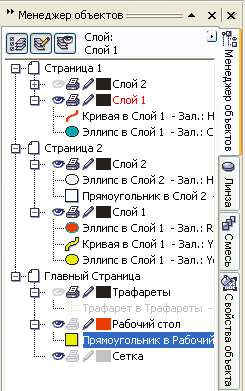 Менеджер объектов
Слой:
Слой 1
Страница 1
Слой 2
Слой 1
Кривая в Слой 1 - Зал.: Н
Эллипс в Слой 1 - Зал.: С
Страница 2
Слой 2
Эллипс в Слой 2 - Зал.: Н
Прямоугольник в Слой 2 -
Слой 1
Эллипс в Слой 1 - Зал.: R
Кривая в Слой 1 - Зал.: Y
Эллипс в Слой 1 - Зал.: Ye
Главный Страница
Трафареты
Трафарет в Трафареты -
Рабочий стол
Прямоугольник в Рабочий
Сетка
Менеджер объектов
Линза
Смесь
Свойства объекта